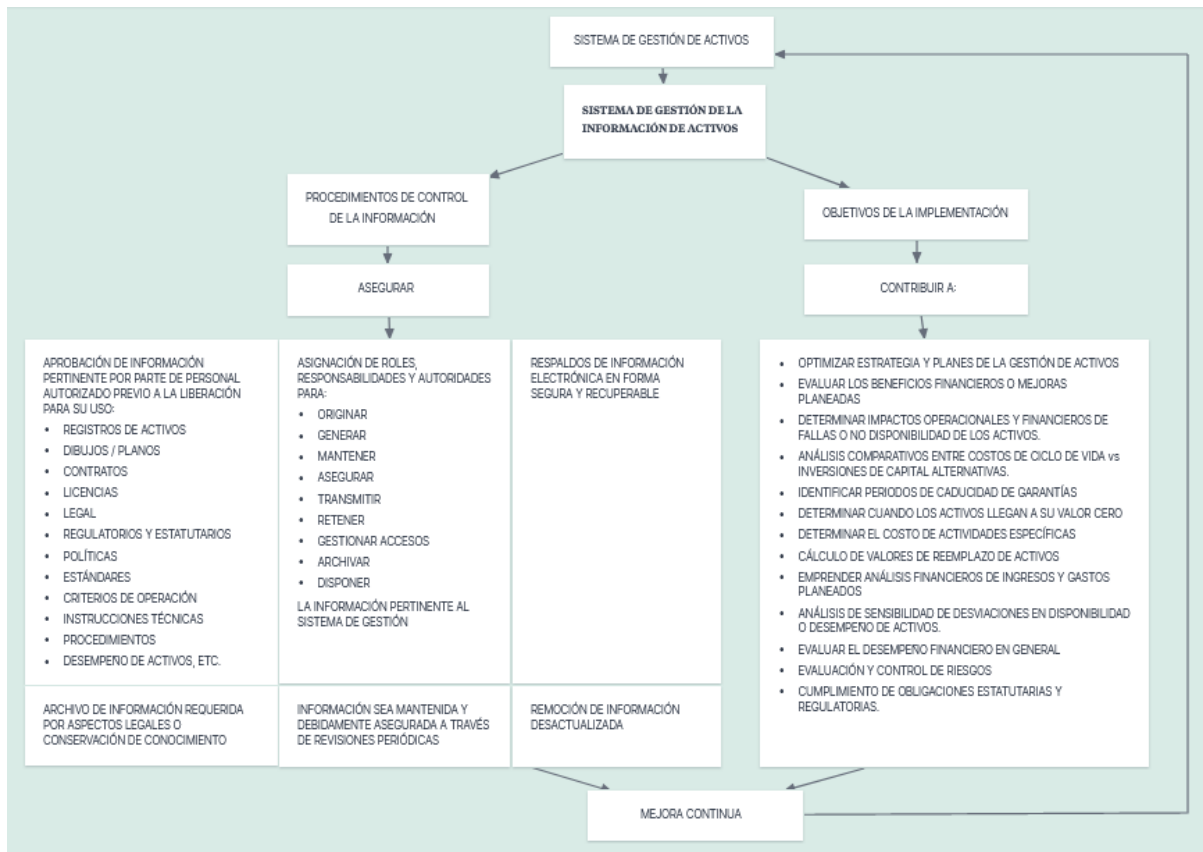 SISTEMA DE GESTIÓN DE ACTIVOS
SISTEMA DE GESTIÓN DE LA
INFORMACIÓN DE ACTIVOS
PROCEDIMIENTOS DE CONTROL
DE LA INFORMACIÓN
OBJETIVOS DE LA IMPLEMENTACIÓN
ASEGURAR
CONTRIBUIR A:
APROBACIÓN DE INFORMACIÓN
PERTINENTE POR PARTE DE PERSONAL
AUTORIZADO PREVIO A LA LIBERACIÓN
PARA SU USO:
• REGISTROS DE ACTIVOS
• DIBUJOS / PLANOS
• CONTRATOS
• LICENCIAS
• LEGAL
• REGULATORIOS Y ESTATUTARIOS
• POLÍTICAS
• ESTÁNDARES
• CRITERIOS DE OPERACIÓN
• INSTRUCCIONES TÉCNICAS
• PROCEDIMIENTOS
• DESEMPEÑO DE ACTIVOS, ETC.
ASIGNACIÓN DE ROLES,
RESPONSABILIDADES Y AUTORIDADES
PARA:
• ORIGINAR
• GENERAR
• MANTENER
• ASEGURAR
• TRANSMITIR
• RETENER
• GESTIONAR ACCESOS
• ARCHIVAR
• DISPONER
LA INFORMACIÓN PERTINENTE AL
SISTEMA DE GESTIÓN
RESPALDOS DE INFORMACIÓN
ELECTRÓNICA EN FORMA
SEGURA Y RECUPERABLE
• OPTIMIZAR ESTRATEGIA Y PLANES DE LA GESTIÓN DE ACTIVOS
• EVALUAR LOS BENEFICIOS FINANCIEROS O MEJORAS
PLANEADAS
• DETERMINAR IMPACTOS OPERACIONALES Y FINANCIEROS DE
FALLAS O NO DISPONIBILIDAD DE LOS ACTIVOS.
• ANÁLISIS COMPARATIVOS ENTRE COSTOS DE CICLO DE VIDA vs
INVERSIONES DE CAPITAL ALTERNATIVAS.
• IDENTIFICAR PERIODOS DE CADUCIDAD DE GARANTÍAS
• DETERMINAR CUANDO LOS ACTIVOS LLEGAN A SU VALOR CERO
• DETERMINAR EL COSTO DE ACTIVIDADES ESPECÍFICAS
• CÁLCULO DE VALORES DE REEMPLAZO DE ACTIVOS
• EMPRENDER ANÁLISIS FINANCIEROS DE INGRESOS Y GASTOS
PLANEADOS
• ANÁLISIS DE SENSIBILIDAD DE DESVIACIONES EN DISPONIBILIDAD
O DESEMPEÑO DE ACTIVOS.
• EVALUAR EL DESEMPEÑO FINANCIERO EN GENERAL
• EVALUACIÓN Y CONTROL DE RIESGOS
• CUMPLIMIENTO DE OBLIGACIONES ESTATUTARIAS Y
REGULATORIAS.
ARCHIVO DE INFORMACIÓN REQUERIDA
POR ASPECTOS LEGALES O
CONSERVACIÓN DE CONOCIMIENTO
INFORMACIÓN SEA MANTENIDA Y
DEBIDAMENTE ASEGURADA A TRAVÉS
DE REVISIONES PERIÓDICAS
REMOCIÓN DE INFORMACIÓN
DESACTUALIZADA
MEJORA CONTINUA